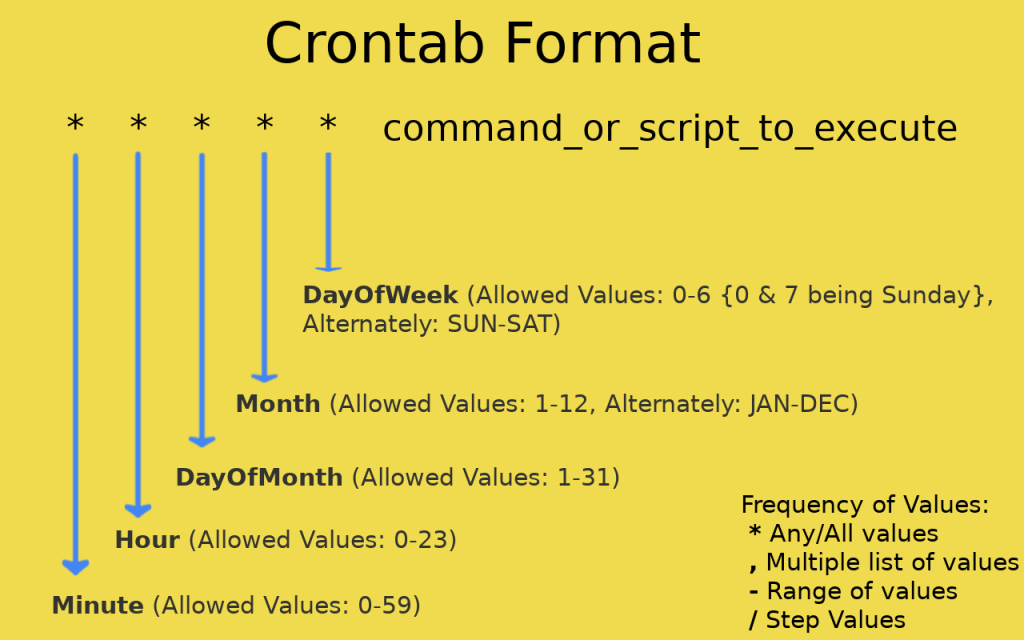 Crontab Format
* * * * * command_or_script_to_execute
DayOfWeek (Allowed Values: 0-6 {0 & 7 being Sunday},
Alternately: SUN-SAT)
Month (Allowed Values: 1-12, Alternately: JAN-DEC)
DayOfMonth (Allowed Values: 1-31)
Hour (Allowed Values: 0-23)
Minute (Allowed Values: 0-59)
Frequency of Values:
* Any/All values
, Multiple list of values
- Range of values
/ Step Values